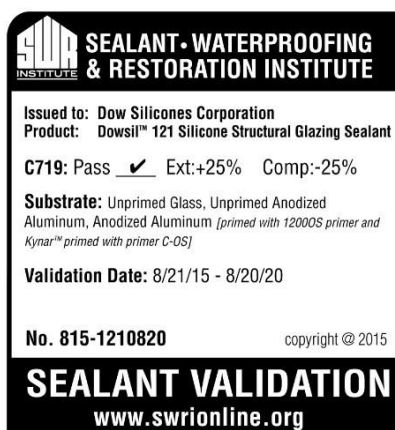 SWR
INSTITUTE
SEALANT • WATERPROOFING
& RESTORATION INSTITUTE
Issued to: Dow Silicones Corporation
Product: Dowsil™ 121 Silicone Structural Glazing Sealant
C719: Pass ✔ Ext:+25% Comp:-25%
Substrate: Unprimed Glass, Unprimed Anodized
Aluminum, Anodized Aluminum [primed with 1200OS primer and
Kynar™ primed with primer C-OS]
Validation Date: 8/21/15 - 8/20/20
No. 815-1210820 copyright @ 2015
SEALANT VALIDATION
www.swrionline.org